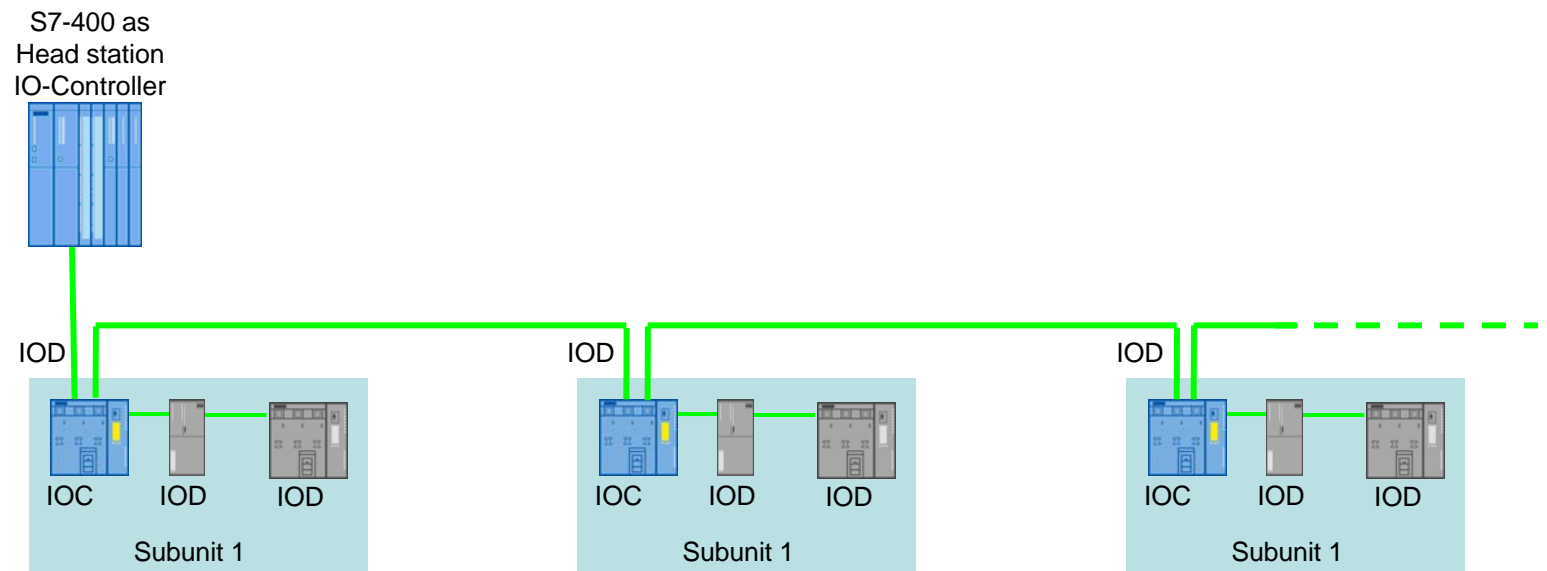 S7-400 as
Head station
IO-Controller
IOD
IOD
IOD
IOC IOD IOD
IOC IOD IOD
IOC IOD IOD
Subunit 1
Subunit 1
Subunit 1